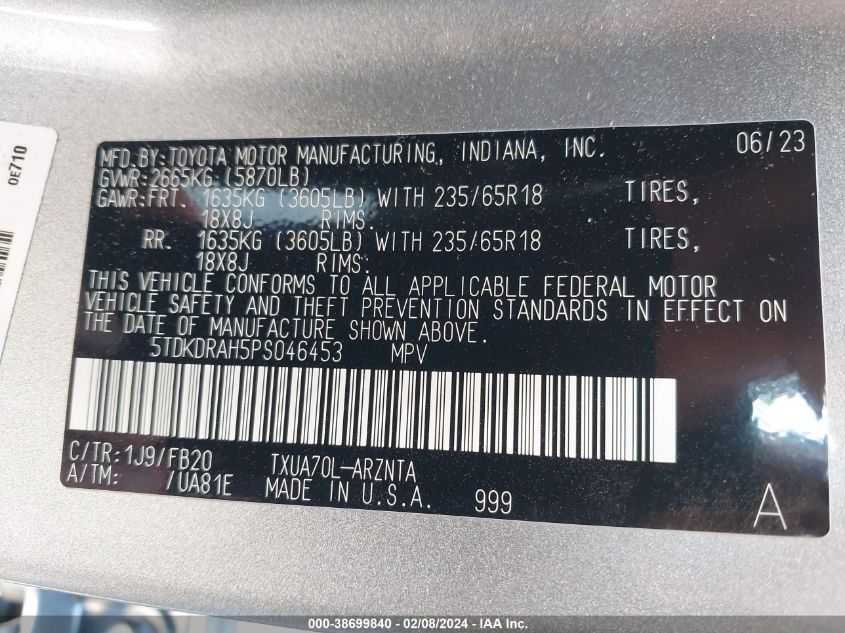 0E710
MFD. BY: TOYOTA MOTOR MANUFACTURING, INDIANA, INC. 06/23
GVWR: 2665KG (5870LB)
GAWR: FRT. 1635KG (3605LB) WITH 235/65R18 TIRES,
18X8J RIMS.
RR. 1635KG (3605LB) WITH 235/65R18 TIRES,
18X8J RIMS.
THIS VEHICLE CONFORMS TO ALL APPLICABLE FEDERAL MOTOR
VEHICLE SAFETY AND THEFT PREVENTION STANDARDS IN EFFECT ON
THE DATE OF MANUFACTURE SHOWN ABOVE.
5TDKDRAH5PS046453 MPV
C/TR: 1J9/FB20 TXUA70L-ARZNTA
A/TM: /UA81E MADE IN U.S.A. 999
A
000-38699840 - 02/08/2024 - IAA Inc.